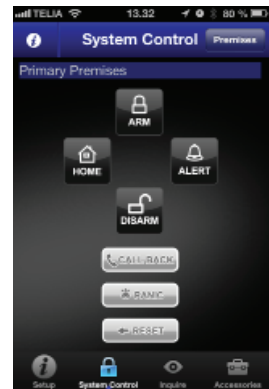 TELIA 13.32 80 %
System Control Premises
Primary Premises
ARM
HOME ALERT
DISARM
CALL BACK
PANIC
RESET
Setup System Control Inquire Accessories